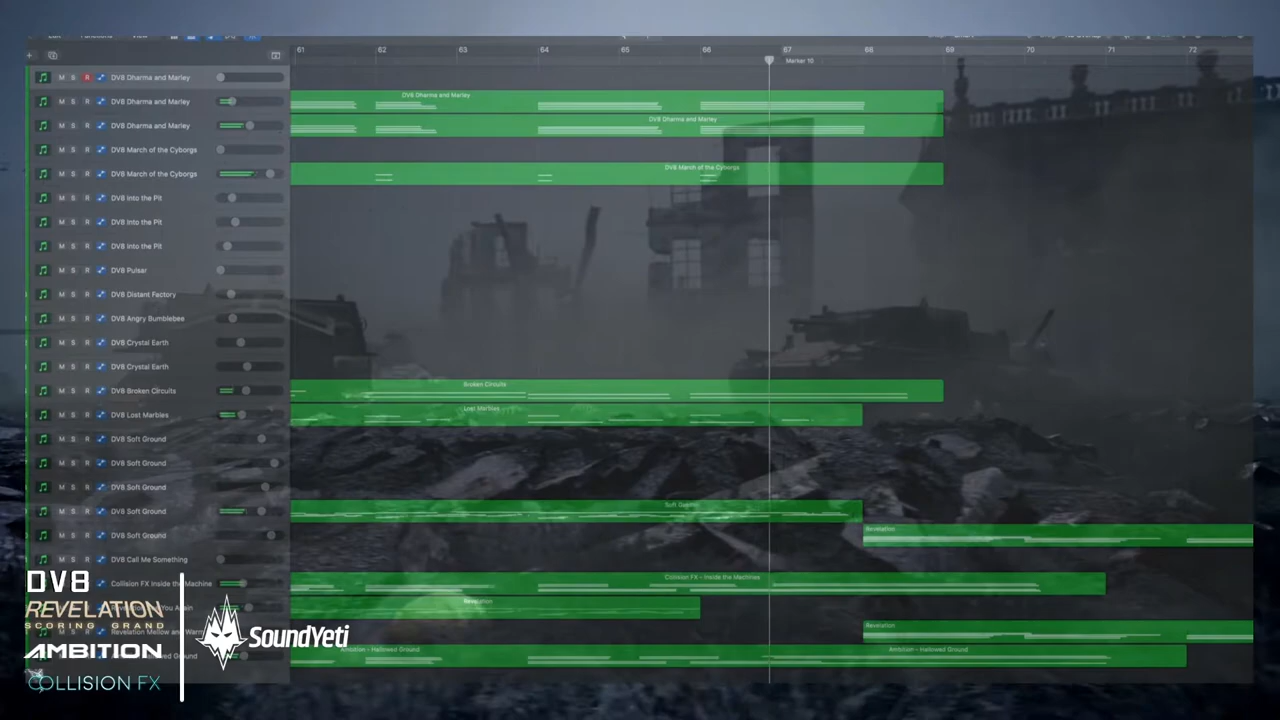 61 62 63 64 65 66 67 68 69 70 71 72
Marker 10
M S R DV8 Dharma and Marley
M S R DV8 Dharma and Marley
DV8 Dharma and Marley
M S R DV8 Dharma and Marley
DV8 Dharma and Marley
M S R DV8 March of the Cyborgs
M S R DV8 March of the Cyborgs
DV8 March of the Cyborgs
M S R DV8 Into the Pit
M S R DV8 Into the Pit
M S R DV8 Into the Pit
M S R DV8 Pulsar
M S R DV8 Distant Factory
M S R DV8 Angry Bumblebee
M S R DV8 Crystal Earth
M S R DV8 Crystal Earth
M S R DV8 Broken Circuits
Broken Circuits
M S R DV8 Lost Marbles
Lost Marbles
M S R DV8 Soft Ground
M S R DV8 Soft Ground
M S R DV8 Soft Ground
M S R DV8 Soft Ground
Soft Ground
M S R DV8 Soft Ground
Revelation
M S R DV8 Call Me Something
Collision FX Inside the Machine
Collision FX - Inside the Machines
Revelation
Revelation Mellow and Warm
Revelation
Ambition - Hallowed Ground
Ambition - Hallowed Ground
DV8
REVELATION
SCORING GRAND
AMBITION
COLLISION FX
SoundYeti